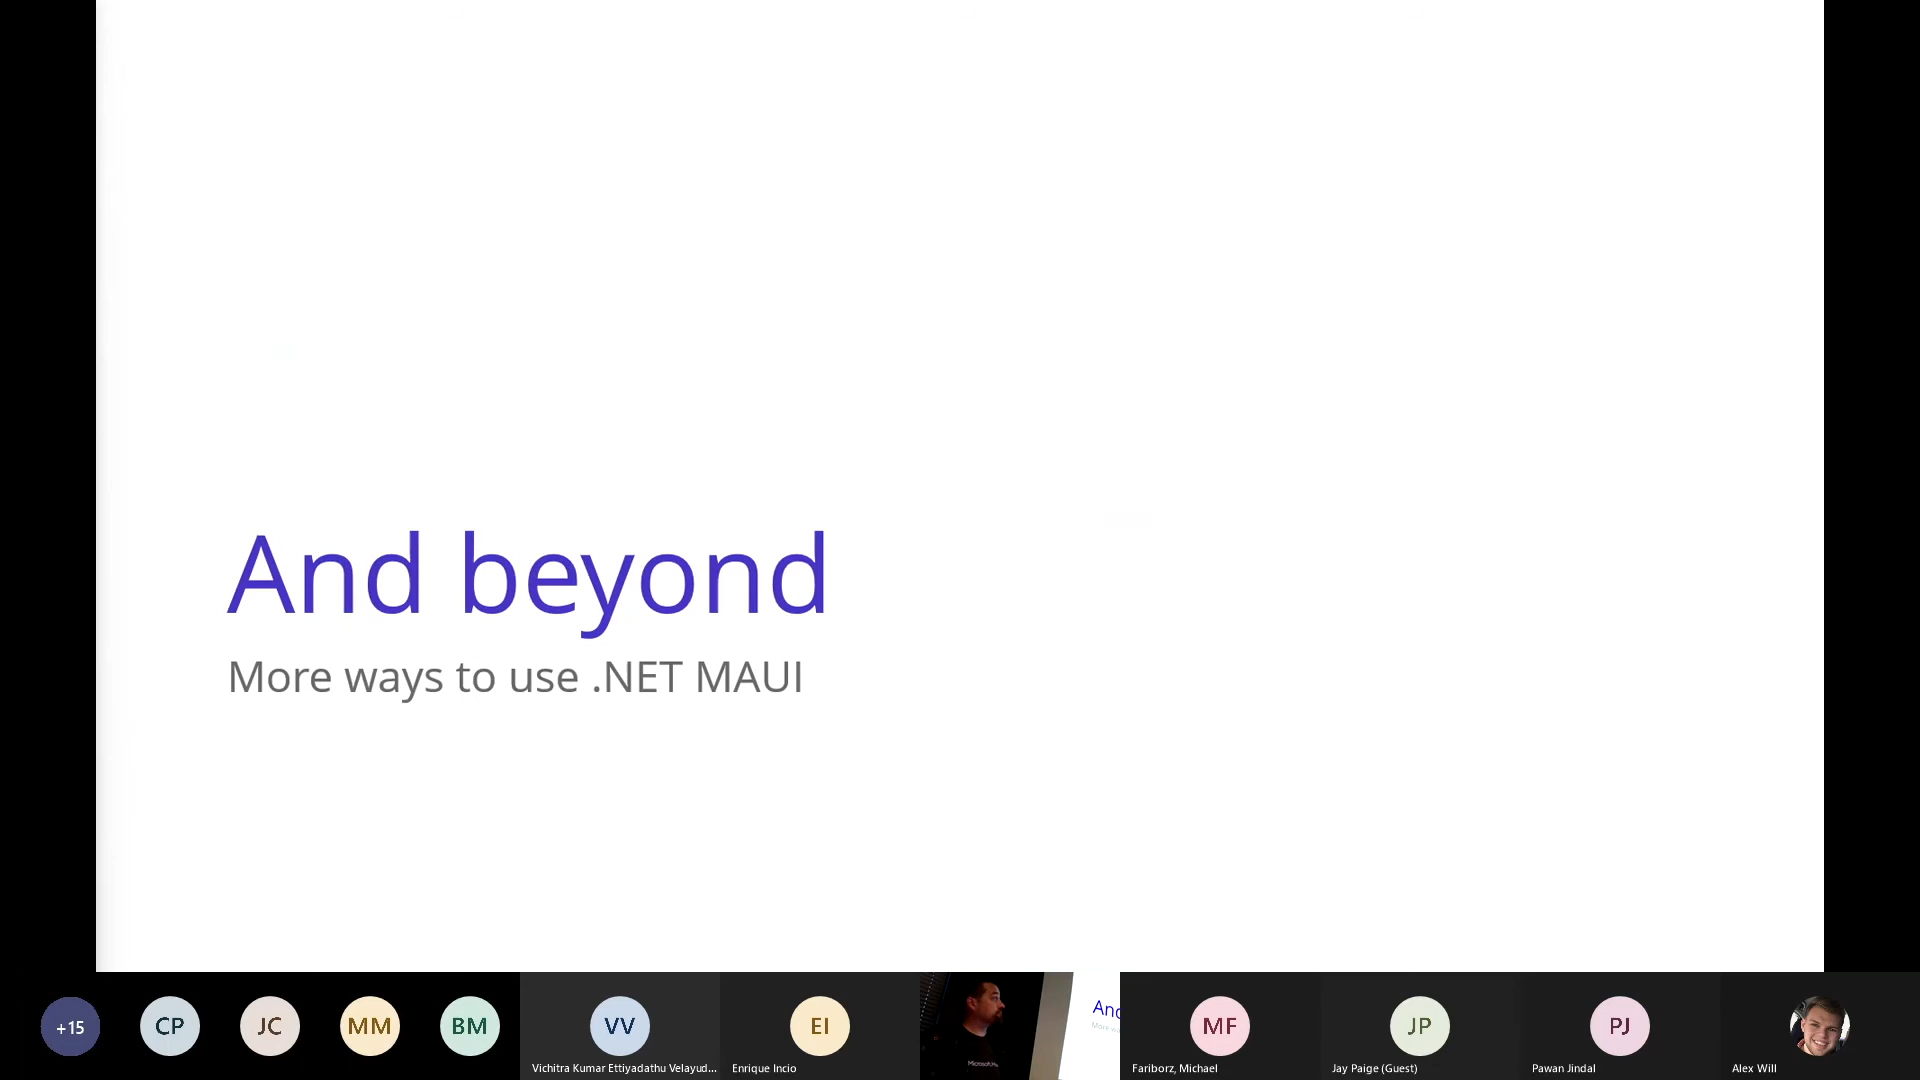 And beyond
More ways to use .NET MAUI
+15
CP
JC
MM
BM
VV
EI
MF
JP
PJ
Vichitra Kumar Ettiyadathu Velayud...
Enrique Incio
Fariborz, Michael
Jay Paige (Guest)
Pawan Jindal
Alex Will